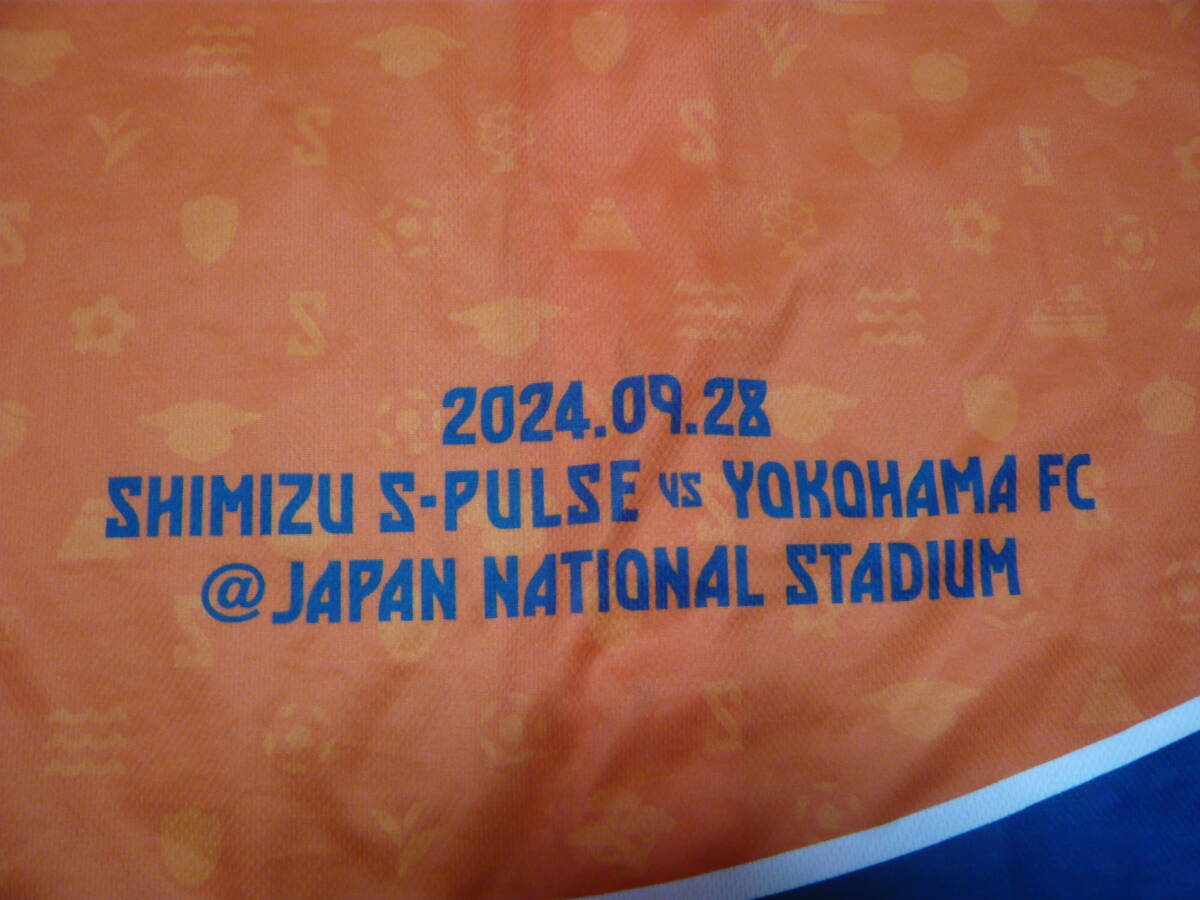 2024.09.28
SHIMIZU S-PULSE VS YOKOHAMA FC
@JAPAN NATIONAL STADIUM